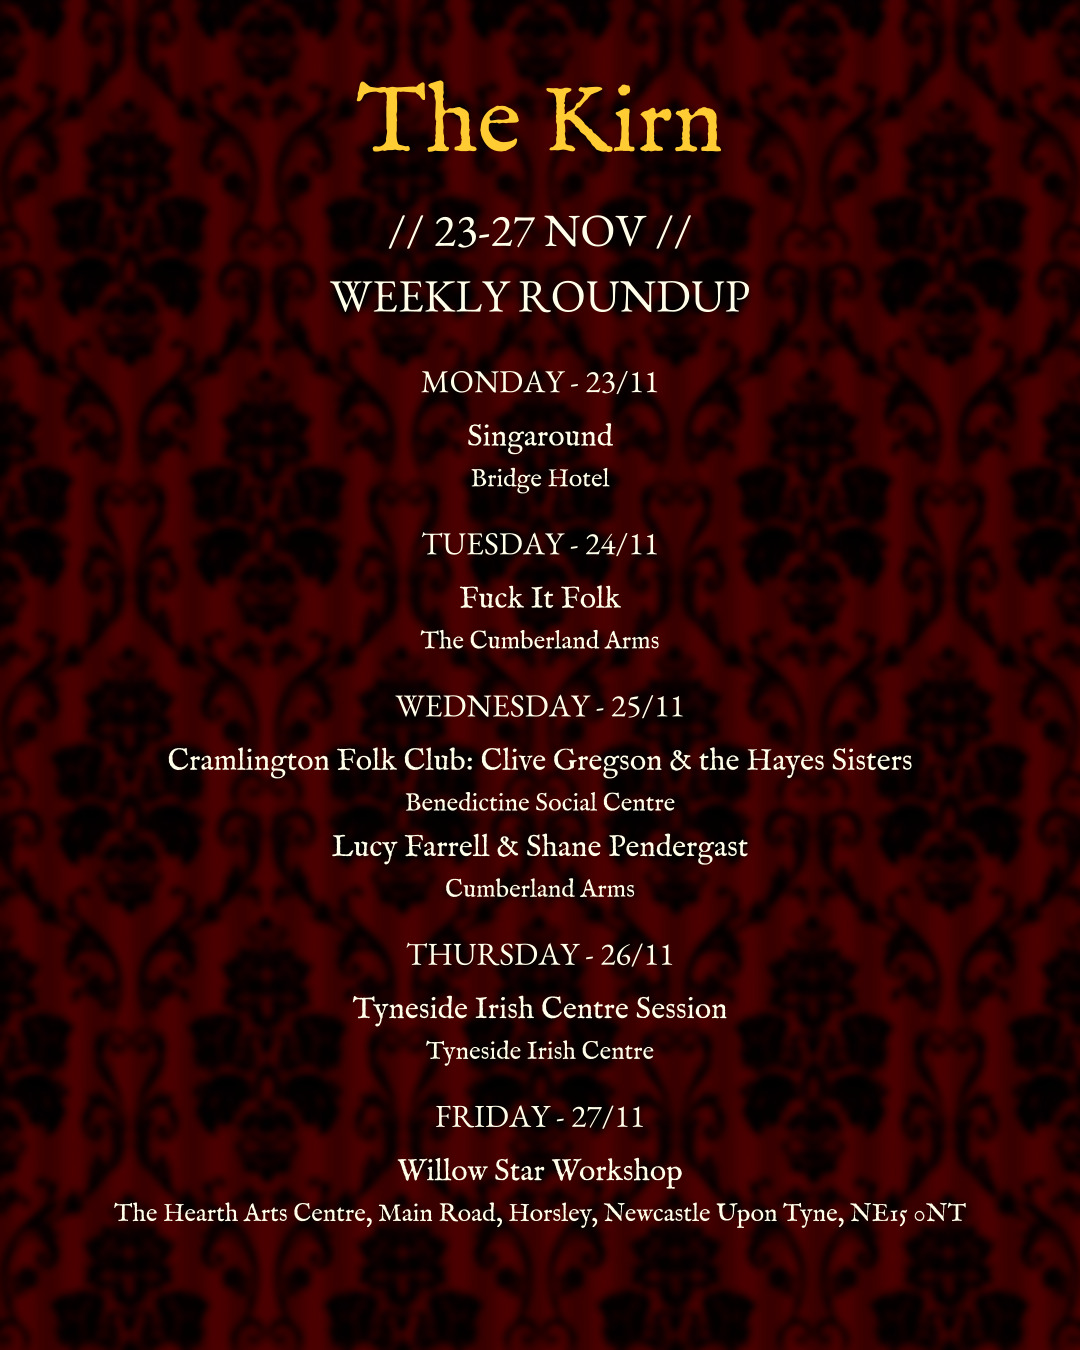 The Kirn
// 23-27 NOV //
WEEKLY ROUNDUP
MONDAY - 23/11
Singaround
Bridge Hotel
TUESDAY - 24/11
Fuck It Folk
The Cumberland Arms
WEDNESDAY - 25/11
Cramlington Folk Club: Clive Gregson & the Hayes Sisters
Benedictine Social Centre
Lucy Farrell & Shane Pendergast
Cumberland Arms
THURSDAY - 26/11
Tyneside Irish Centre Session
Tyneside Irish Centre
FRIDAY - 27/11
Willow Star Workshop
The Hearth Arts Centre, Main Road, Horsley, Newcastle Upon Tyne, NE15 0NT